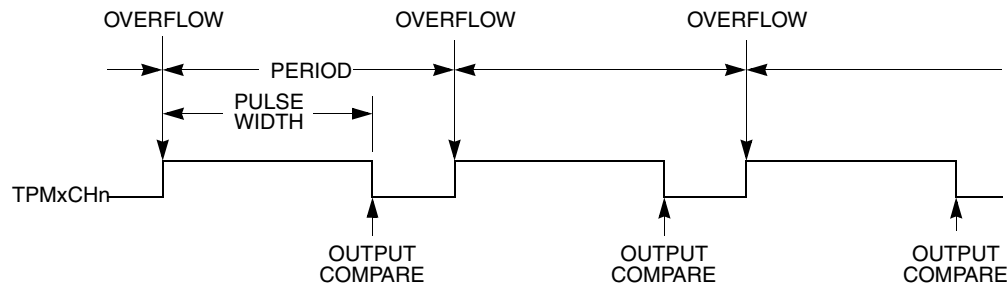 OVERFLOW OVERFLOW OVERFLOW
PERIOD
PULSE
WIDTH
TPMxCHn
OUTPUT OUTPUT OUTPUT
COMPARE COMPARE COMPARE